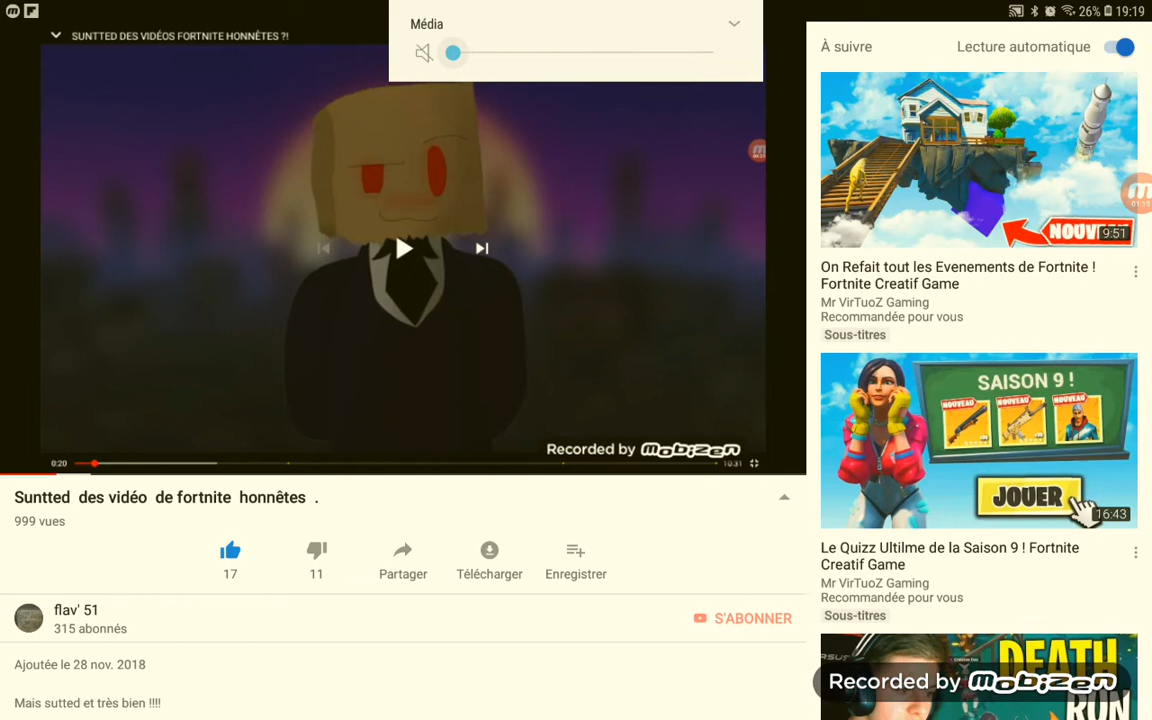 26% 19:19
Média
SUNTTED DES VIDÉOS FORTNITE HONNÊTES ?!
0:20
10:31
Recorded by mobizen
Suntted des vidéo de fortnite honnêtes .
999 vues
17
11
Partager
Télécharger
Enregistrer
flav' 51
315 abonnés
S'ABONNER
Ajoutée le 28 nov. 2018
Mais sutted et très bien !!!!
À suivre
Lecture automatique
NOUV
9:51
01:19
On Refait tout les Evenements de Fortnite !
Fortnite Creatif Game
Mr VirTuoZ Gaming
Recommandée pour vous
Sous-titres
SAISON 9 !
NOUVEAU
NOUVEAU
NOUVEAU
JOUER
16:43
Le Quizz Ultilme de la Saison 9 ! Fortnite
Creatif Game
Mr VirTuoZ Gaming
Recommandée pour vous
Sous-titres
DEATH
RUN
Recorded by mobizen